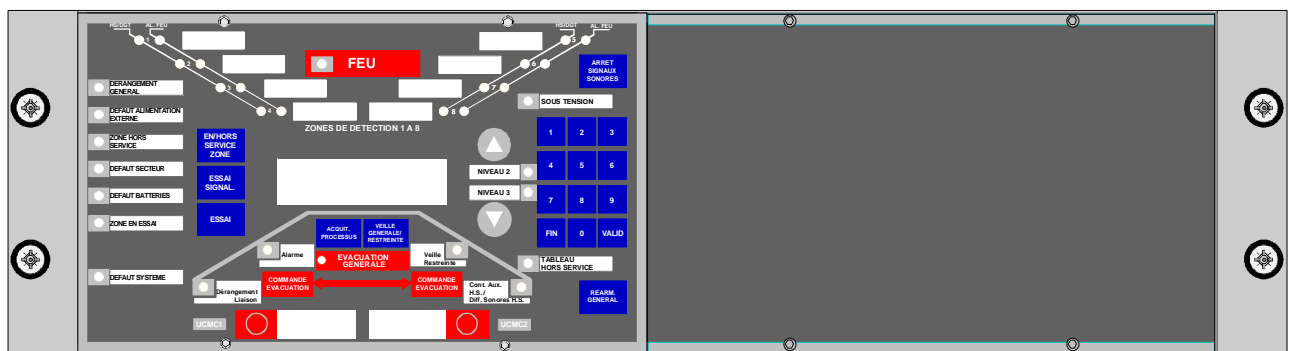 HS/DGT AL. FEU
HS/DGT AL. FEU
1
5
2
6
3
7
4
8
FEU
ARRET
SIGNAUX
SONORES
DERANGEMENT
GENERAL
SOUS TENSION
DEFAUT ALIMENTATION
EXTERNE
ZONES DE DETECTION 1 A 8
ZONE HORS
SERVICE
EN/HORS
SERVICE
ZONE
1 2 3
DEFAUT SECTEUR
ESSAI
SIGNAL.
NIVEAU 2
4 5 6
DEFAUT BATTERIES
NIVEAU 3
7 8 9
ZONE EN ESSAI
ESSAI
ACQUIT.
PROCESSUS
VEILLE
GENERALE/
RESTREINTE
FIN 0 VALID
Alarme
EVACUATION
GENERALE
Veille
Restreinte
TABLEAU
HORS SERVICE
DEFAUT SYSTEME
Dérangement
Liaison
COMMANDE
EVACUATION
COMMANDE
EVACUATION
Cont. Aux.
H.S./
Diff. Sonores H.S.
REARM.
GENERAL
UCMC1
UCMC2